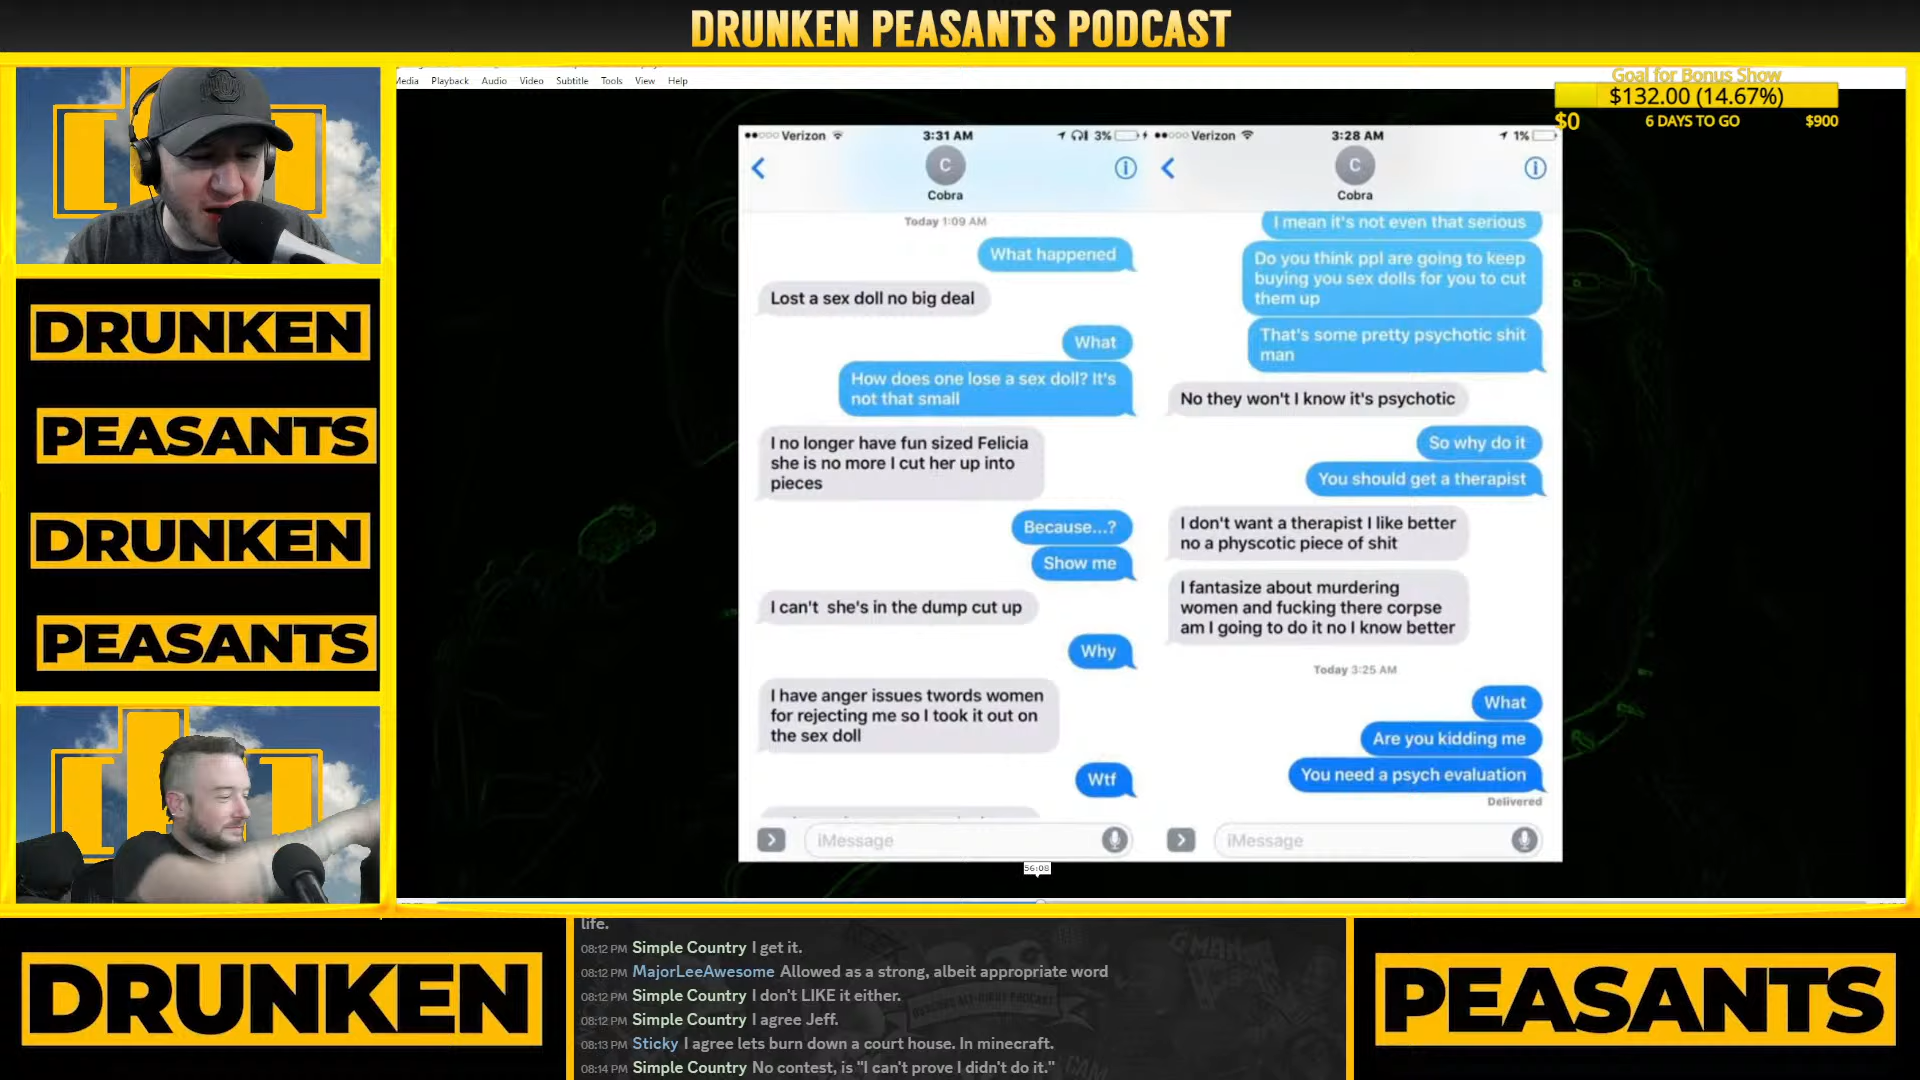 DRUNKEN PEASANTS PODCAST
Media Playback Audio Video Subtitle Tools View Help
Goal for Bonus Show
$132.00 (14.67%)
$0 6 DAYS TO GO $900
DRUNKEN
PEASANTS
DRUNKEN
PEASANTS
Verizon 3:31 AM 3%
C
Cobra
Today 1:09 AM
What happened
Lost a sex doll no big deal
What
How does one lose a sex doll? It's
not that small
I no longer have fun sized Felicia
she is no more I cut her up into
pieces
Because...?
Show me
I can't she's in the dump cut up
Why
I have anger issues twords women
for rejecting me so I took it out on
the sex doll
Wtf
iMessage
Verizon 3:28 AM 1%
C
Cobra
I mean it's not even that serious
Do you think ppl are going to keep
buying you sex dolls for you to cut
them up
That's some pretty psychotic shit
man
No they won't I know it's psychotic
So why do it
You should get a therapist
I don't want a therapist I like better
no a physcotic piece of shit
I fantasize about murdering
women and fucking there corpse
am I going to do it no I know better
Today 3:25 AM
What
Are you kidding me
You need a psych evaluation
Delivered
iMessage
56:08
DRUNKEN
life.
08:12 PM Simple Country I get it.
08:12 PM MajorLeeAwesome Allowed as a strong, albeit appropriate word
08:12 PM Simple Country I don't LIKE it either.
08:12 PM Simple Country I agree Jeff.
08:13 PM Sticky I agree lets burn down a court house. In minecraft.
08:14 PM Simple Country No contest, is "I can't prove I didn't do it."
PEASANTS